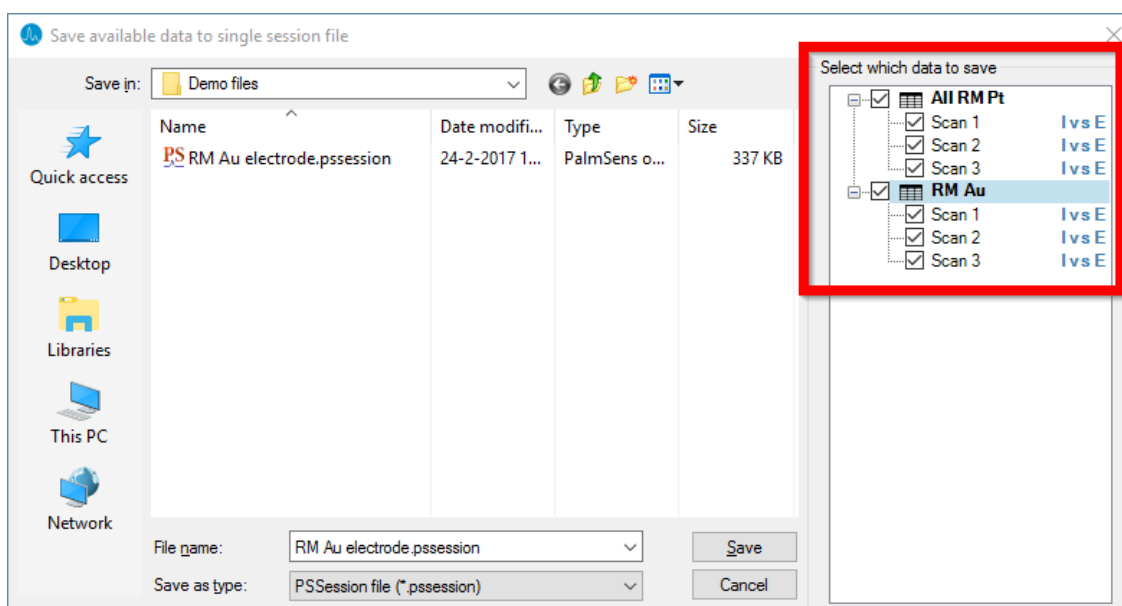 Save available data to single session file
Save in:
Demo files
Name
Date modifi...
Type
Size
PS RM Au electrode.pssession
24-2-2017 1...
PalmSens o...
337 KB
Quick access
Desktop
Libraries
This PC
Network
File name:
RM Au electrode.pssession
Save
Save as type:
PSSession file (*.pssession)
Cancel
Select which data to save
All RM Pt
Scan 1 I vs E
Scan 2 I vs E
Scan 3 I vs E
RM Au
Scan 1 I vs E
Scan 2 I vs E
Scan 3 I vs E